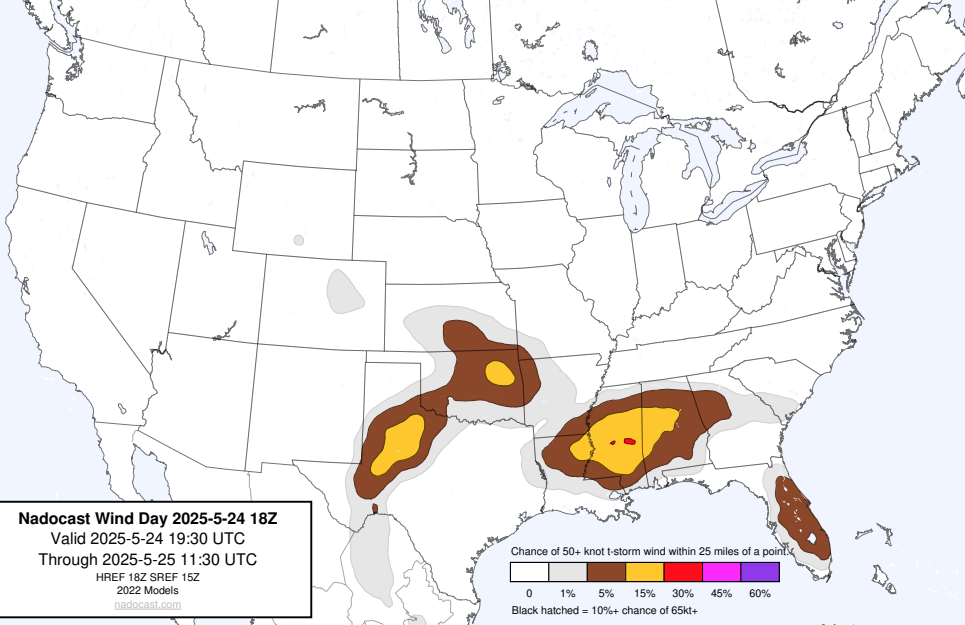 Nadocast Wind Day 2025-5-24 18Z
Valid 2025-5-24 19:30 UTC
Through 2025-5-25 11:30 UTC
HREF 18Z SREF 15Z
2022 Models
nadocast.com
Chance of 50+ knot t-storm wind within 25 miles of a point.
0 1% 5% 15% 30% 45% 60%
Black hatched = 10%+ chance of 65kt+